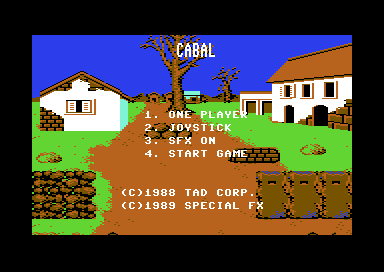 CABAL
1. ONE PLAYER
2. JOYSTICK
3. SFX ON
4. START GAME
(C)1988 TAD CORP.
(C)1989 SPECIAL FX